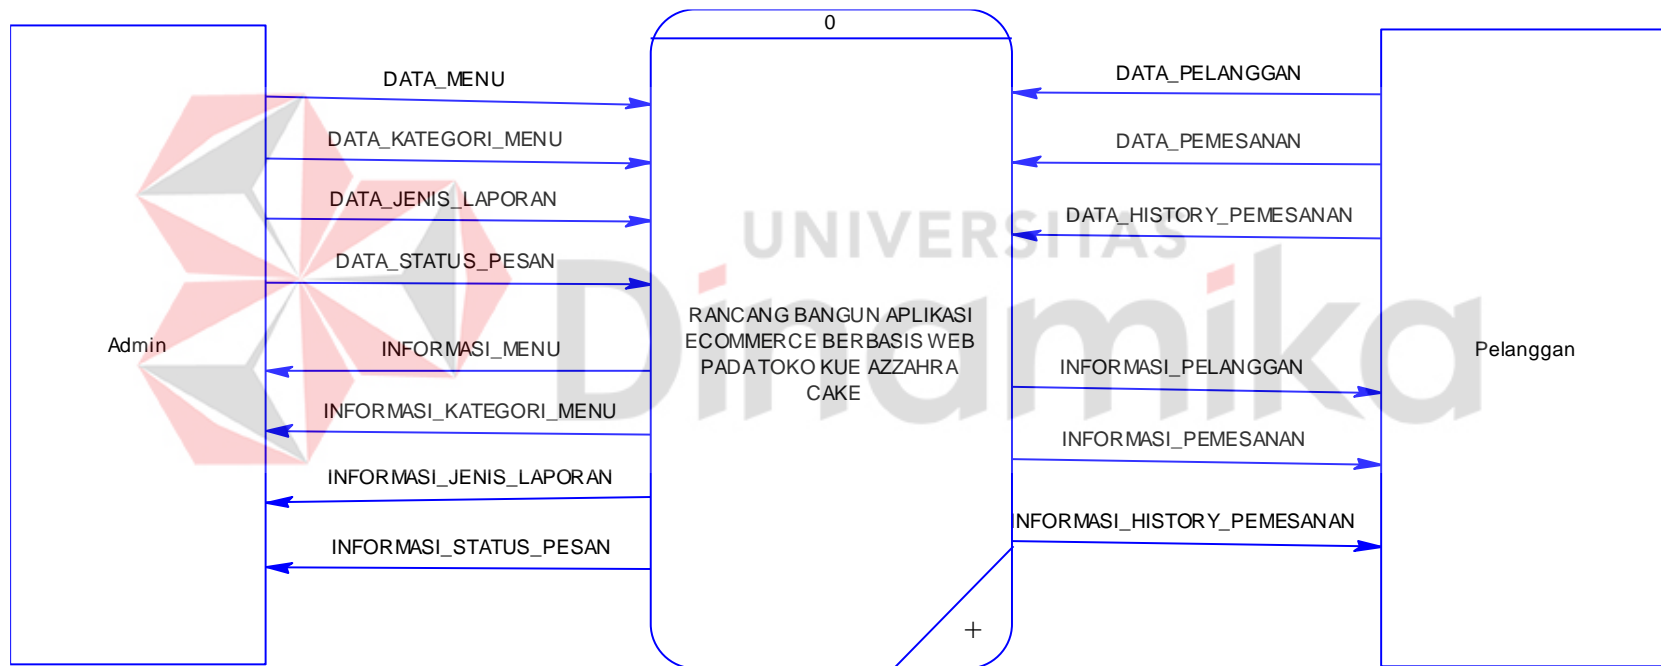 0
DATA_MENU
DATA_KATEGORI_MENU
DATA_JENIS_LAPORAN
DATA_STATUS_PESAN
Admin
INFORMASI_MENU
INFORMASI_KATEGORI_MENU
INFORMASI_JENIS_LAPORAN
INFORMASI_STATUS_PESAN
RANCANG BANGUN APLIKASI
ECOMMERCE BERBASIS WEB
PADA TOKO KUE AZZAHRA
CAKE
+
DATA_PELANGGAN
DATA_PEMESANAN
DATA_HISTORY_PEMESANAN
Pelanggan
INFORMASI_PELANGGAN
INFORMASI_PEMESANAN
INFORMASI_HISTORY_PEMESANAN
UNIVERSITAS
Dinamika